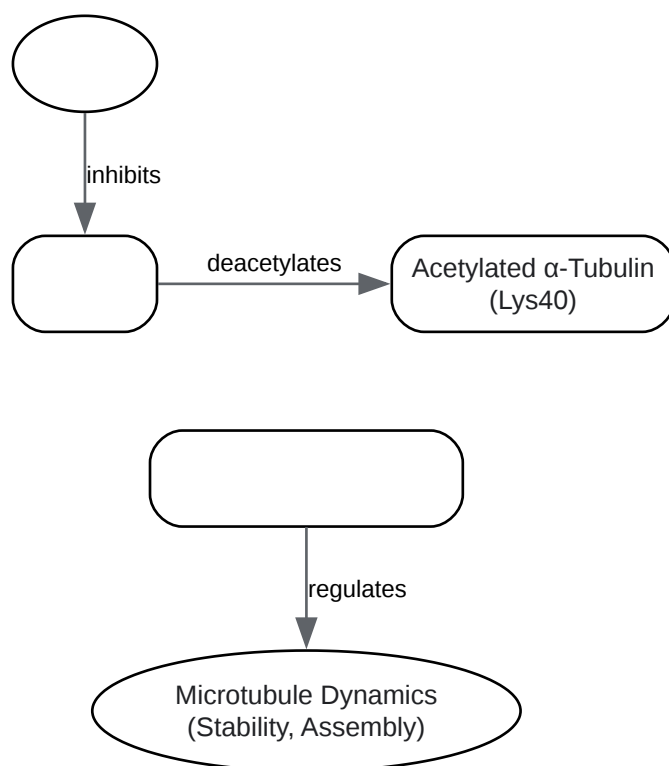 inhibits
deacetylates
Acetylated α-Tubulin
(Lys40)
regulates
Microtubule Dynamics
(Stability, Assembly)